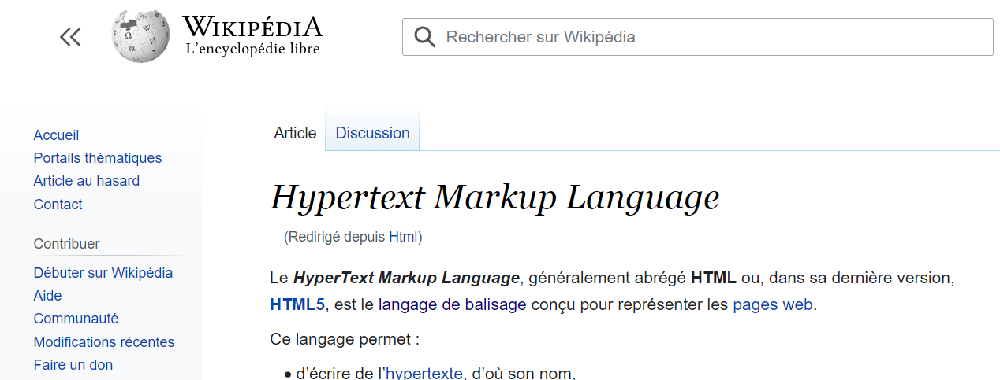 WIKIPÉDIA
L'encyclopédie libre
Rechercher sur Wikipédia
Accueil
Portails thématiques
Article au hasard
Contact
Contribuer
Débuter sur Wikipédia
Aide
Communauté
Modifications récentes
Faire un don
Article Discussion
Hypertext Markup Language
(Redirigé depuis Html)
Le HyperText Markup Language, généralement abrégé HTML ou, dans sa dernière version,
HTML5, est le langage de balisage conçu pour représenter les pages web.
Ce langage permet :
• d’écrire de l’hypertexte, d’où son nom,